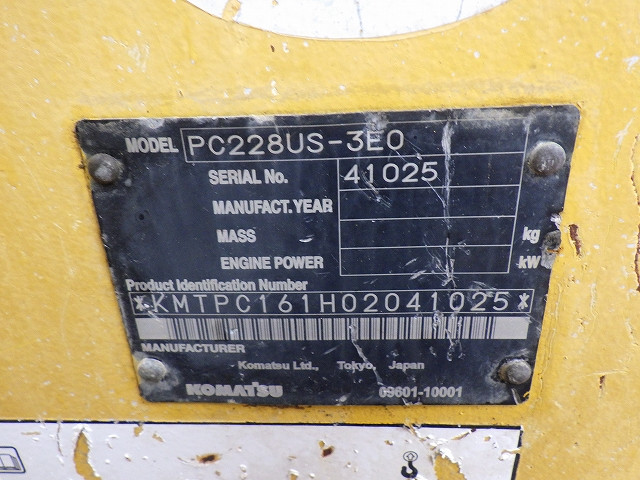 MODEL PC228US-3E0
SERIAL No. 41025
MANUFACT.YEAR
MASS kg
ENGINE POWER kW
Product Identification Number
*KMTPC161H02041025*
MANUFACTURER
Komatsu Ltd., Tokyo, Japan
KOMATSU 09601-10001